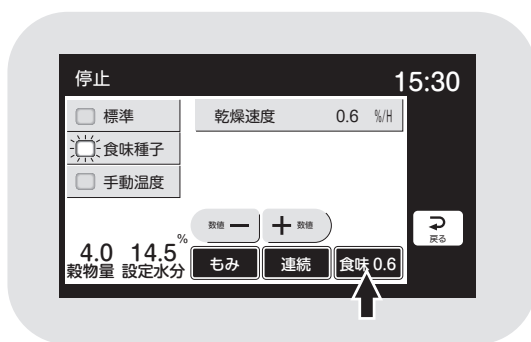 停止 15:30
標準 乾燥速度 0.6 %/H
食味種子
手動温度
数値 － ＋ 数値
戻る
4.0 14.5 %
穀物量 設定水分 もみ 連続 食味 0.6